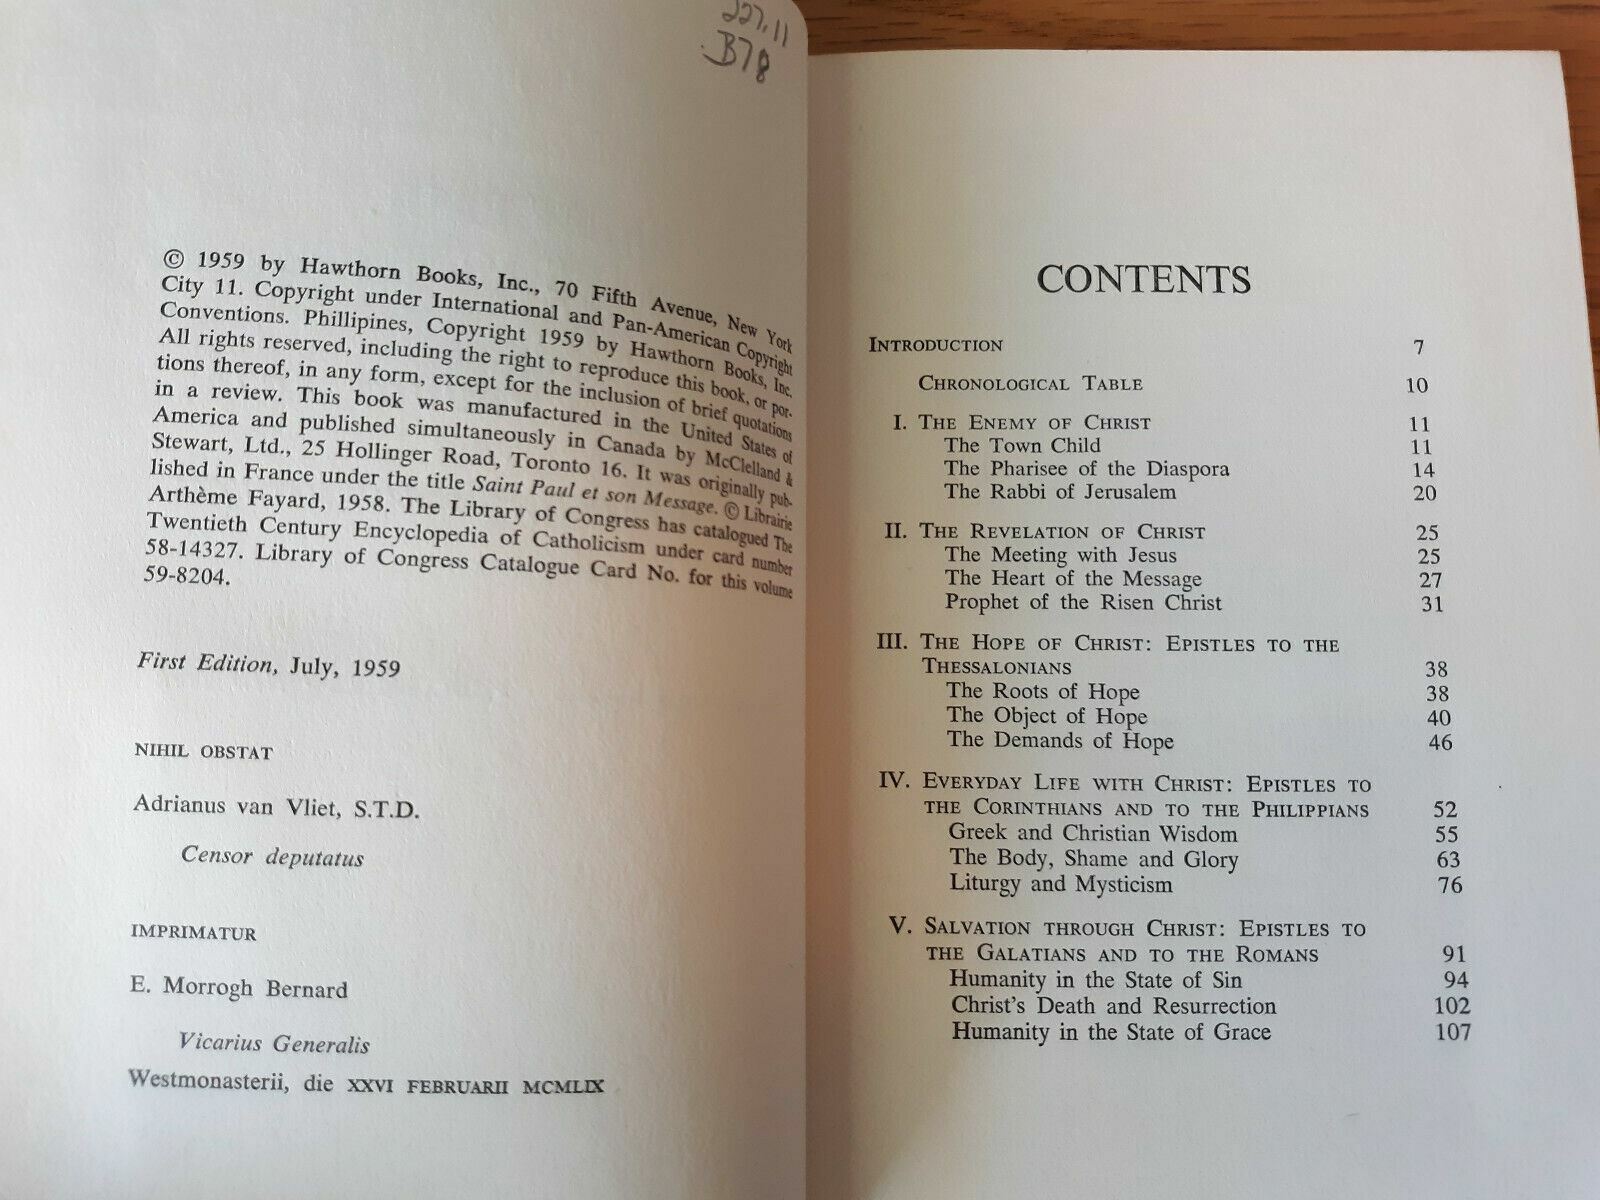 227.11
B78
© 1959 by Hawthorn Books, Inc., 70 Fifth Avenue, New York
City 11. Copyright under International and Pan-American Copyright
Conventions. Phillipines, Copyright 1959 by Hawthorn Books, Inc.
All rights reserved, including the right to reproduce this book, or por-
tions thereof, in any form, except for the inclusion of brief quotations
in a review. This book was manufactured in the United States of
America and published simultaneously in Canada by McClelland &
Stewart, Ltd., 25 Hollinger Road, Toronto 16. It was originally pub-
lished in France under the title Saint Paul et son Message. © Librairie
Arthème Fayard, 1958. The Library of Congress has catalogued The
Twentieth Century Encyclopedia of Catholicism under card number
58-14327. Library of Congress Catalogue Card No. for this volume
59-8204.
First Edition, July, 1959
NIHIL OBSTAT
Adrianus van Vliet, S.T.D.
Censor deputatus
IMPRIMATUR
E. Morrogh Bernard
Vicarius Generalis
Westmonasterii, die XXVI FEBRUARII MCMLIX
CONTENTS
INTRODUCTION 7
CHRONOLOGICAL TABLE 10
I. THE ENEMY OF CHRIST 11
The Town Child 11
The Pharisee of the Diaspora 14
The Rabbi of Jerusalem 20
II. THE REVELATION OF CHRIST 25
The Meeting with Jesus 25
The Heart of the Message 27
Prophet of the Risen Christ 31
III. THE HOPE OF CHRIST: EPISTLES TO THE
THESSALONIANS 38
The Roots of Hope 38
The Object of Hope 40
The Demands of Hope 46
IV. EVERYDAY LIFE WITH CHRIST: EPISTLES TO
THE CORINTHIANS AND TO THE PHILIPPIANS 52
Greek and Christian Wisdom 55
The Body, Shame and Glory 63
Liturgy and Mysticism 76
V. SALVATION THROUGH CHRIST: EPISTLES TO
THE GALATIANS AND TO THE ROMANS 91
Humanity in the State of Sin 94
Christ's Death and Resurrection 102
Humanity in the State of Grace 107